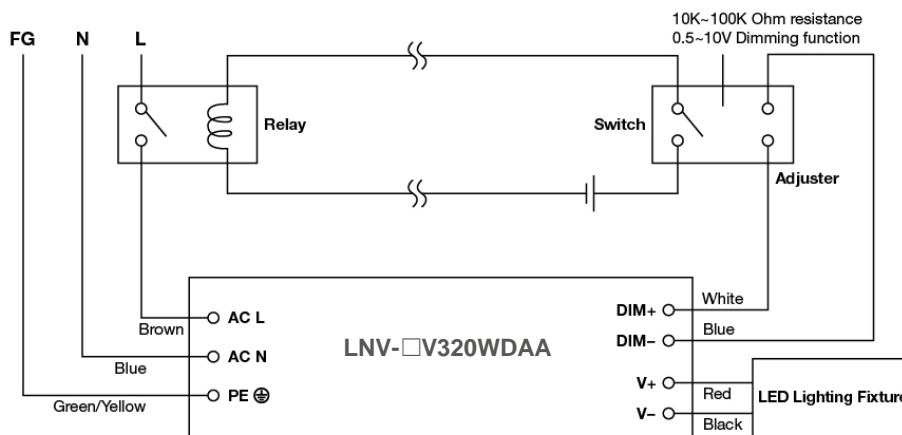 10K~100K Ohm resistance
0.5~10V Dimming function
FG N L
Relay
Switch
Adjuster
Brown
AC L
Blue
AC N
Green/Yellow
PE
LNV-□V320WDAA
DIM+
White
DIM–
Blue
V+
Red
V–
Black
LED Lighting Fixture